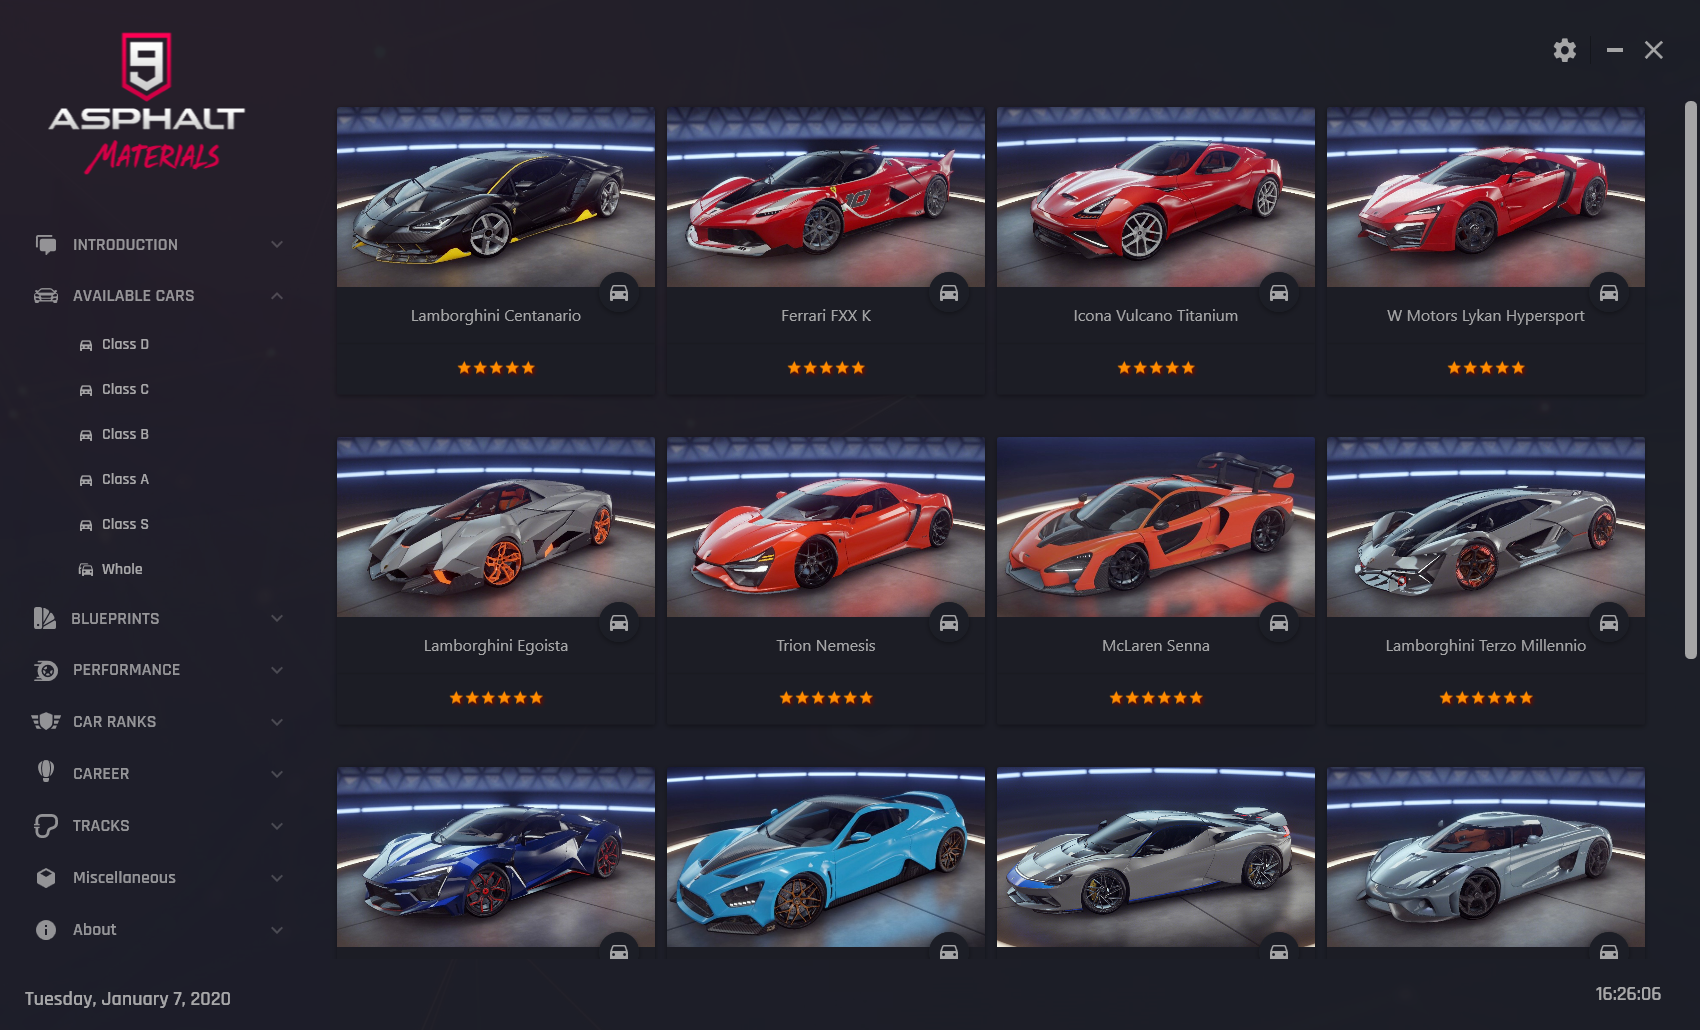 9
ASPHALT
MATERIALS
INTRODUCTION
AVAILABLE CARS
Class D
Class C
Class B
Class A
Class S
Whole
BLUEPRINTS
PERFORMANCE
CAR RANKS
CAREER
TRACKS
Miscellaneous
About
Tuesday, January 7, 2020
Lamborghini Centanario
Ferrari FXX K
Icona Vulcano Titanium
W Motors Lykan Hypersport
10
Lamborghini Egoista
Trion Nemesis
McLaren Senna
Lamborghini Terzo Millennio
16:26:06